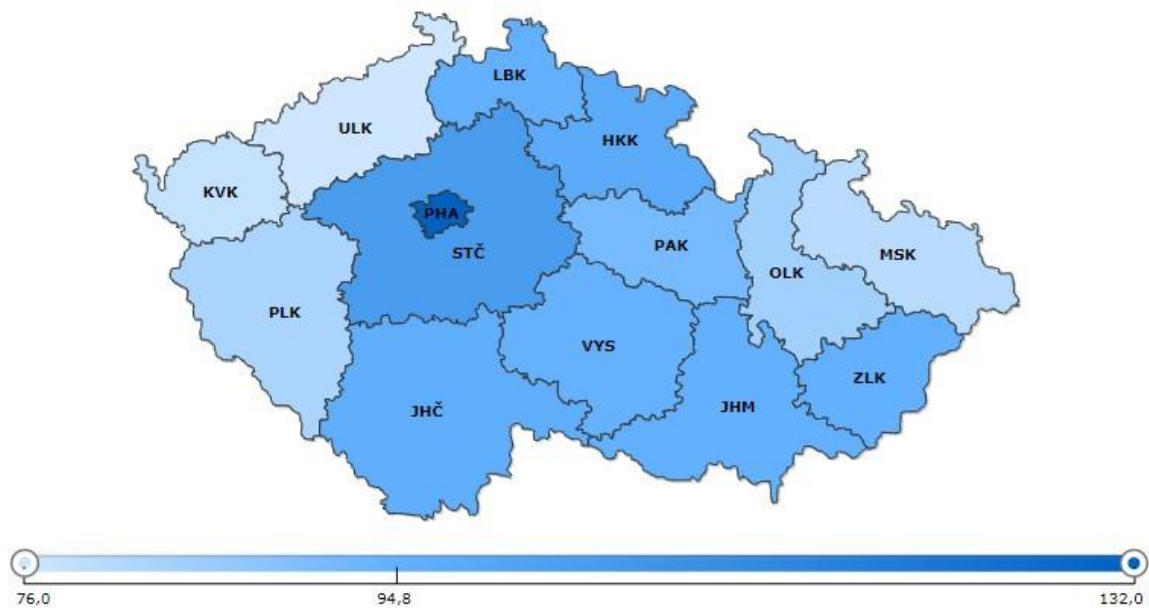 LBK
ULK
HKK
KVK
PHA
STČ
PAK
MSK
OLK
PLK
VYS
ZLK
JHČ
JHM
76,0
94,8
132,0